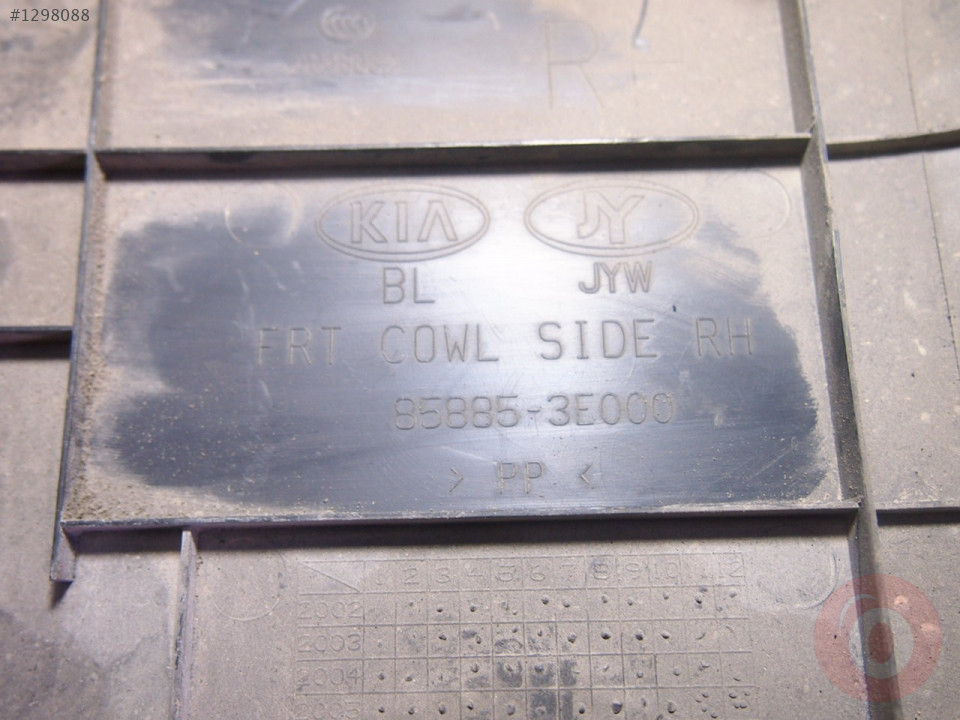 #1298088
RH
KIA JY
BL JYW
FRT COWL SIDE RH
85885-3E000
> PP <
1 2 3 4 5 6 7 8 9 10 11 12
2002
2003
2004
2005